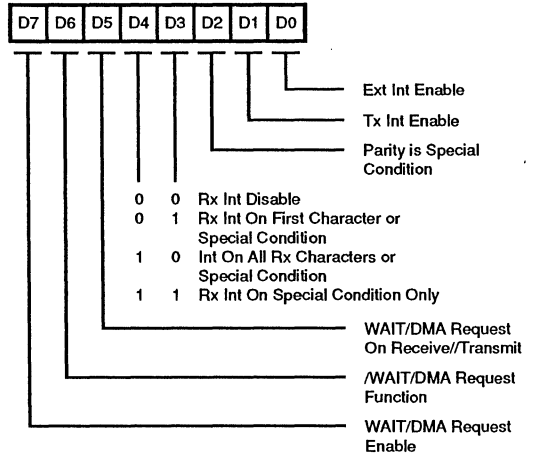 D7 D6 D5 D4 D3 D2 D1 D0
Ext Int Enable
Tx Int Enable
Parity is Special
Condition
0 0 Rx Int Disable
0 1 Rx Int On First Character or
Special Condition
1 0 Int On All Rx Characters or
Special Condition
1 1 Rx Int On Special Condition Only
WAIT/DMA Request
On Receive//Transmit
/WAIT/DMA Request
Function
WAIT/DMA Request
Enable